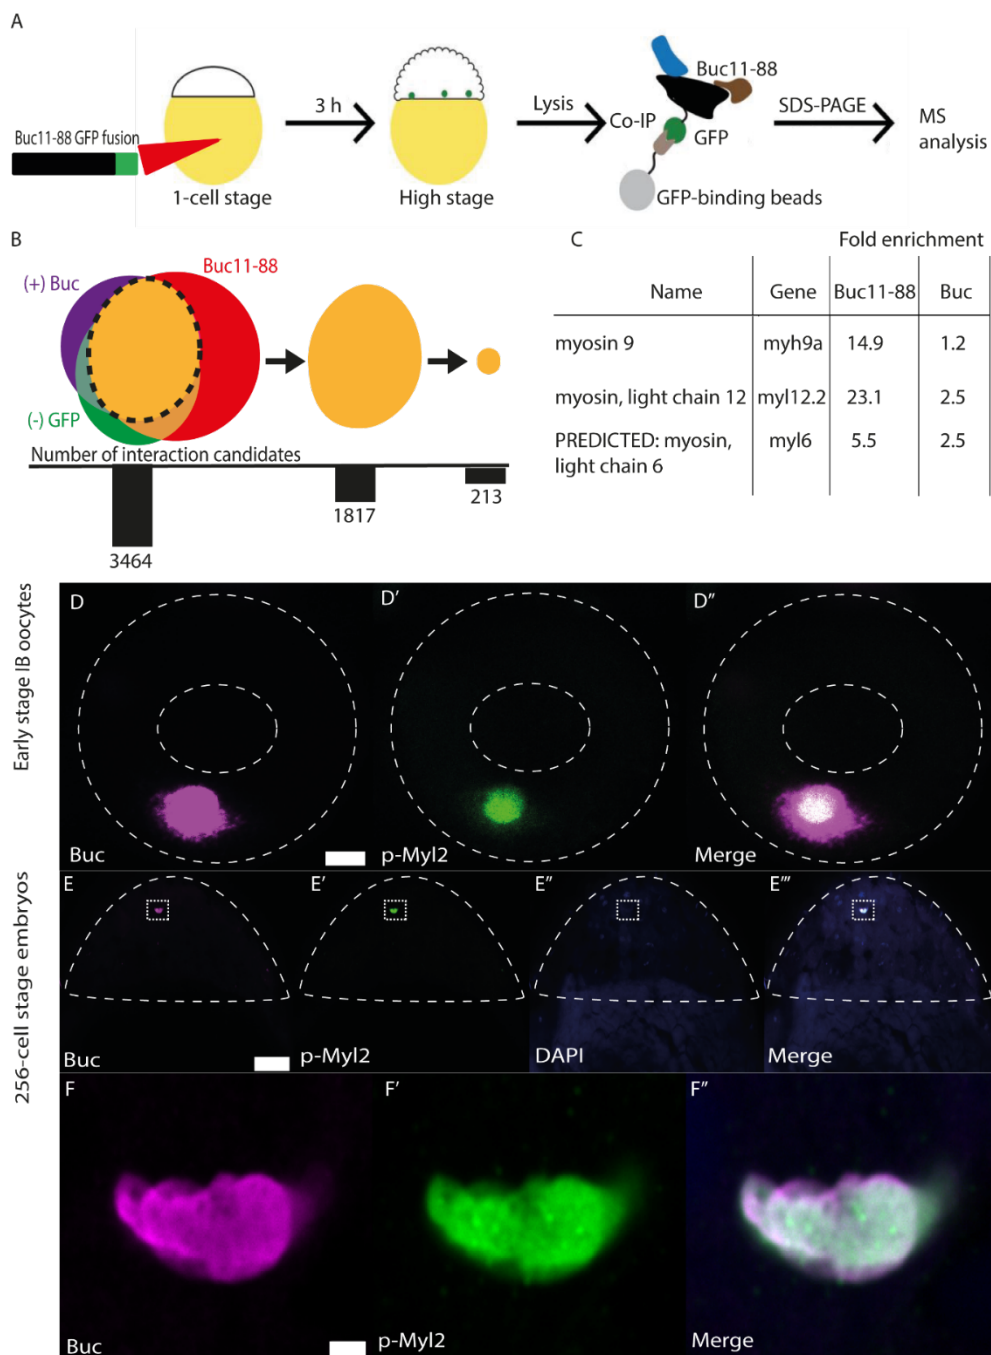 A
Buc11-88 GFP fusion
1-cell stage
3 h
High stage
Lysis
Co-IP
Buc11-88
GFP
GFP-binding beads
SDS-PAGE
MS
analysis
B
(+) Buc
Buc11-88
(-) GFP
Number of interaction candidates
3464
1817
213
C
Fold enrichment
Name Gene Buc11-88 Buc
myosin 9 myh9a 14.9 1.2
myosin, light chain 12 myl12.2 23.1 2.5
PREDICTED: myosin, myl6 5.5 2.5
light chain 6
Early stage IB oocytes
D
Buc
D'
p-Myl2
D"
Merge
256-cell stage embryos
E
Buc
E'
p-Myl2
E"
DAPI
E"'
Merge
F
Buc
F'
p-Myl2
F"
Merge